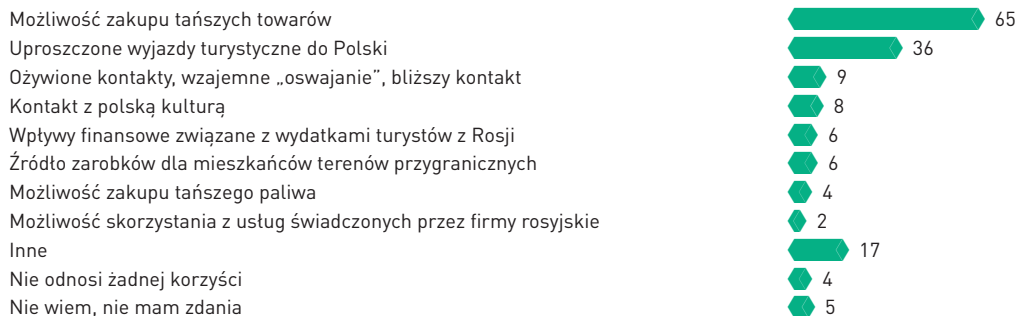 Możliwość zakupu tańszych towarów 65
Uproszczone wyjazdy turystyczne do Polski 36
Ożywione kontakty, wzajemne „oswajanie”, bliższy kontakt 9
Kontakt z polską kulturą 8
Wpływy finansowe związane z wydatkami turystów z Rosji 6
Źródło zarobków dla mieszkańców terenów przygranicznych 6
Możliwość zakupu tańszego paliwa 4
Możliwość skorzystania z usług świadczonych przez firmy rosyjskie 2
Inne 17
Nie odnosi żadnej korzyści 4
Nie wiem, nie mam zdania 5